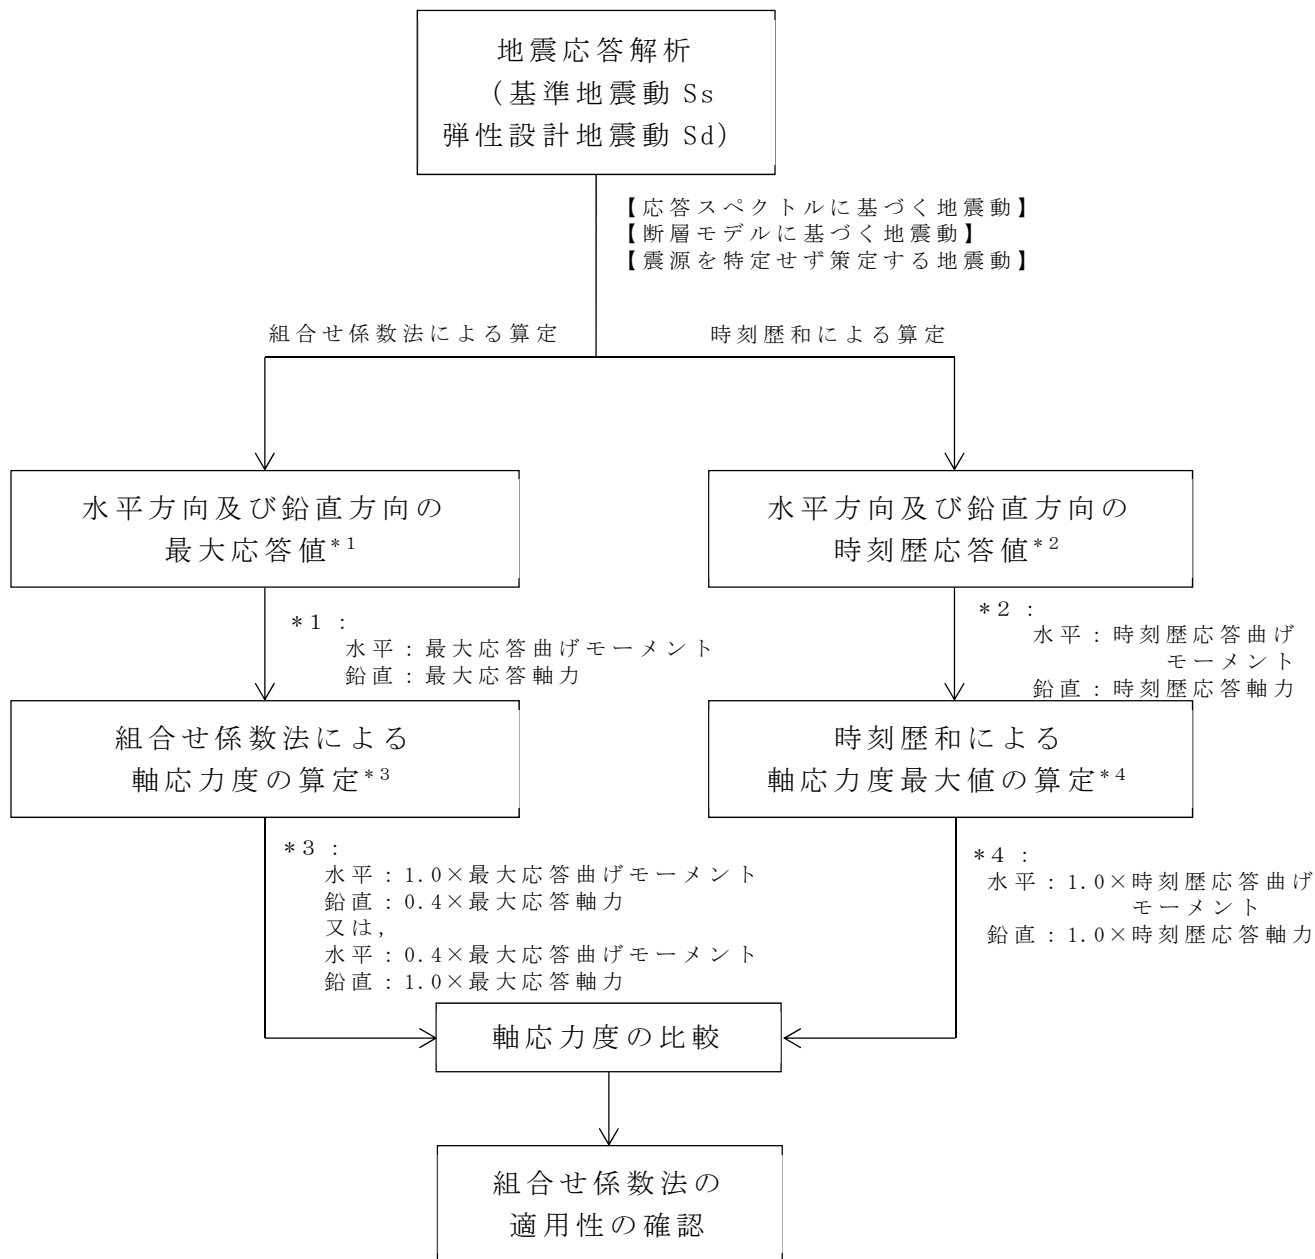 地震応答解析
（基準地震動 Ss
弾性設計地震動 Sd）
【応答スペクトルに基づく地震動】
【断層モデルに基づく地震動】
【震源を特定せず策定する地震動】
組合せ係数法による算定
時刻歴和による算定
水平方向及び鉛直方向の
最大応答値*1
水平方向及び鉛直方向の
時刻歴応答値*2
*1：
水平：最大応答曲げモーメント
鉛直：最大応答軸力
*2：
水平：時刻歴応答曲げ
モーメント
鉛直：時刻歴応答軸力
組合せ係数法による
軸応力度の算定*3
時刻歴和による
軸応力度最大値の算定*4
*3：
水平：1.0×最大応答曲げモーメント
鉛直：0.4×最大応答軸力
又は，
水平：0.4×最大応答曲げモーメント
鉛直：1.0×最大応答軸力
*4：
水平：1.0×時刻歴応答曲げ
モーメント
鉛直：1.0×時刻歴応答軸力
軸応力度の比較
組合せ係数法の
適用性の確認